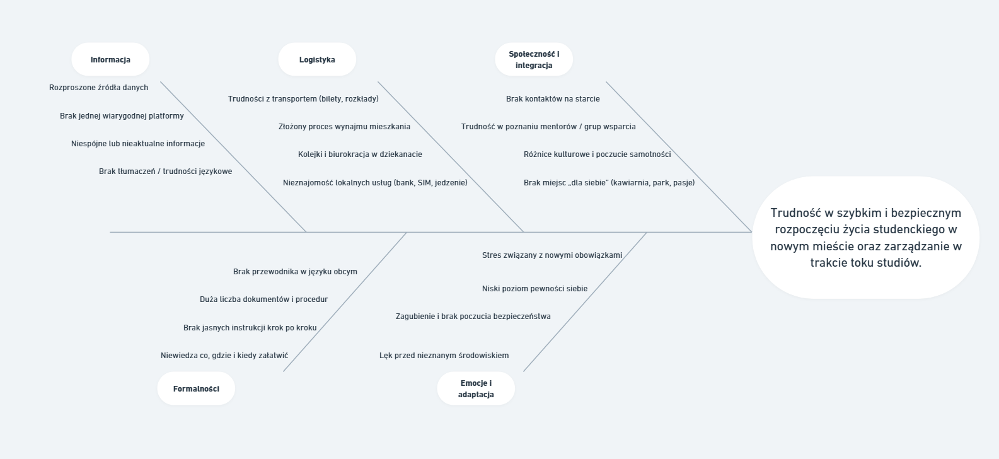 Informacja
Rozproszone źródła danych
Brak jednej wiarygodnej platformy
Niespójne lub nieaktualne informacje
Brak tłumaczeń / trudności językowe
Logistyka
Trudności z transportem (bilety, rozkłady)
Złożony proces wynajmu mieszkania
Kolejki i biurokracja w dziekanacie
Nieznajomość lokalnych usług (bank, SIM, jedzenie)
Społeczność i
integracja
Brak kontaktów na starcie
Trudność w poznaniu mentorów / grup wsparcia
Różnice kulturowe i poczucie samotności
Brak miejsc „dla siebie” (kawiarnia, park, pasje)
Trudność w szybkim i bezpiecznym
rozpoczęciu życia studenckiego w
nowym mieście oraz zarządzanie w
trakcie toku studiów.
Brak przewodnika w języku obcym
Duża liczba dokumentów i procedur
Brak jasnych instrukcji krok po kroku
Niewiedza co, gdzie i kiedy załatwić
Formalności
Stres związany z nowymi obowiązkami
Niski poziom pewności siebie
Zagubienie i brak poczucia bezpieczeństwa
Lęk przed nieznanym środowiskiem
Emocje i
adaptacja